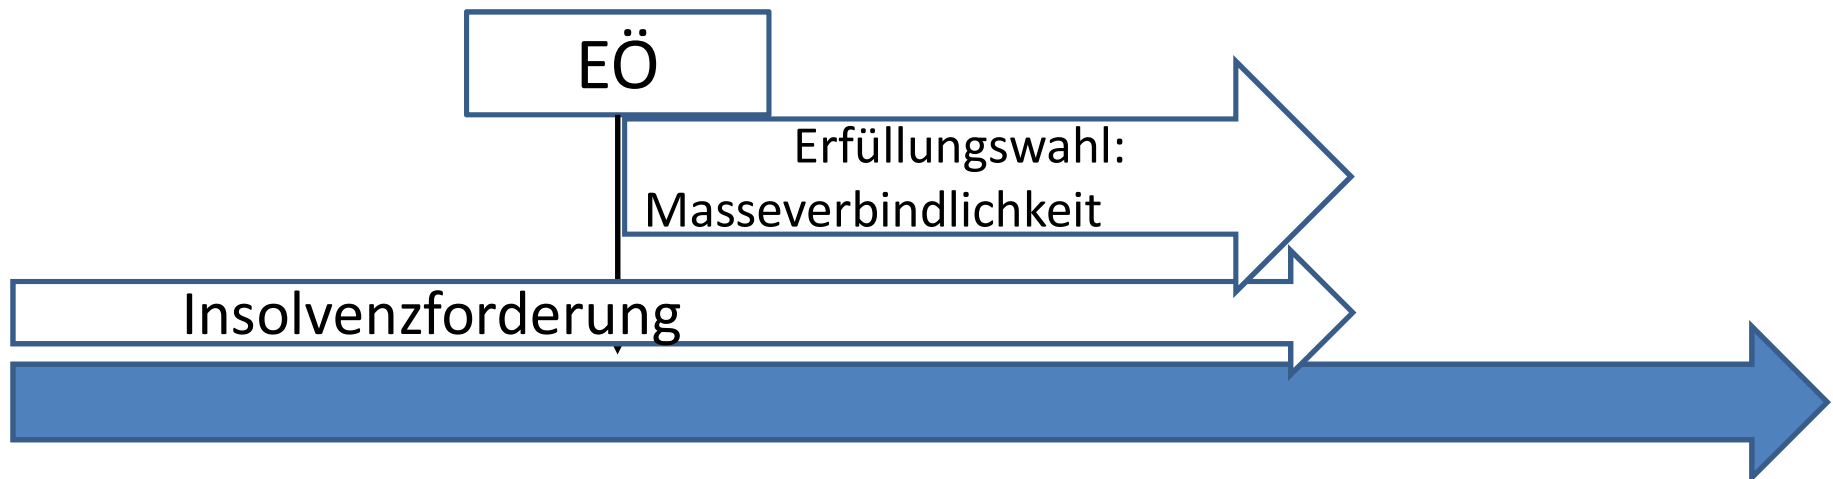 EÖ
Erfüllungswahl:
Masseverbindlichkeit
Insolvenzforderung